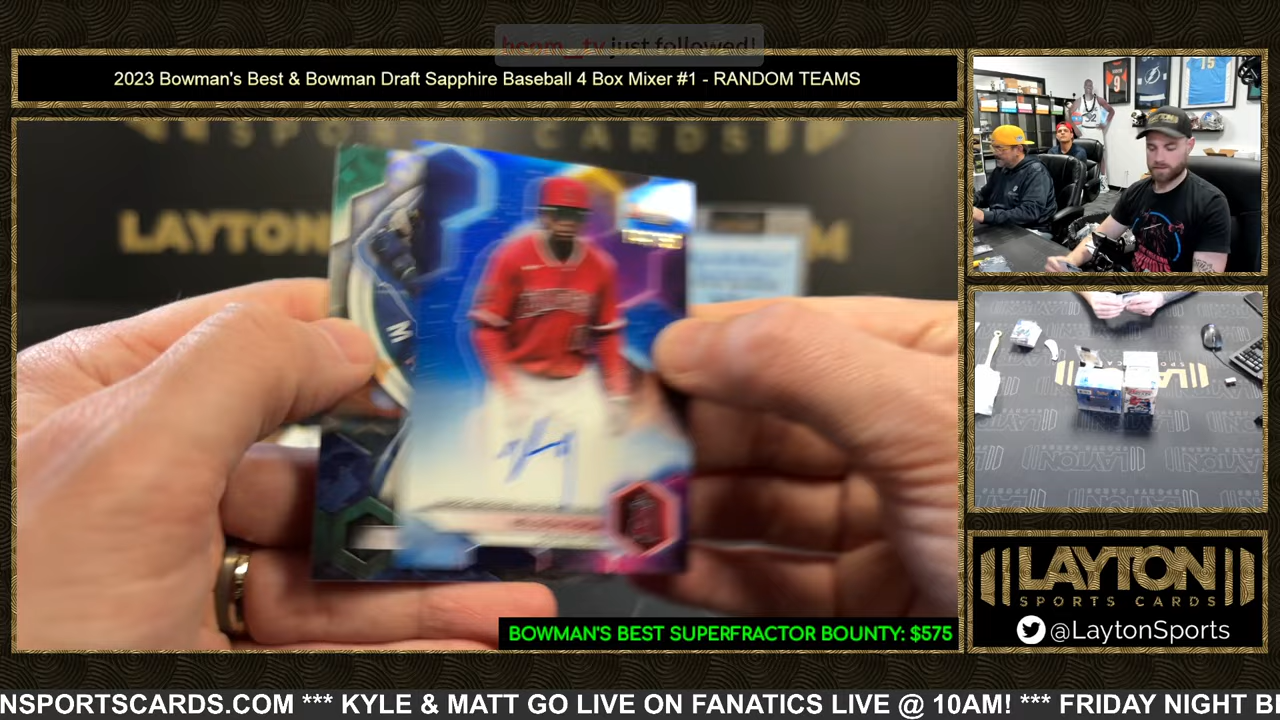 boom_tv just followed!
2023 Bowman's Best & Bowman Draft Sapphire Baseball 4 Box Mixer #1 - RANDOM TEAMS
LAYTON
BOWMAN'S BEST SUPERFRACTOR BOUNTY: $575
LAYTON
SPORTS CARDS
@LaytonSports
NSPORTSCARDS.COM *** KYLE & MATT GO LIVE ON FANATICS LIVE @ 10AM! *** FRIDAY NIGHT B